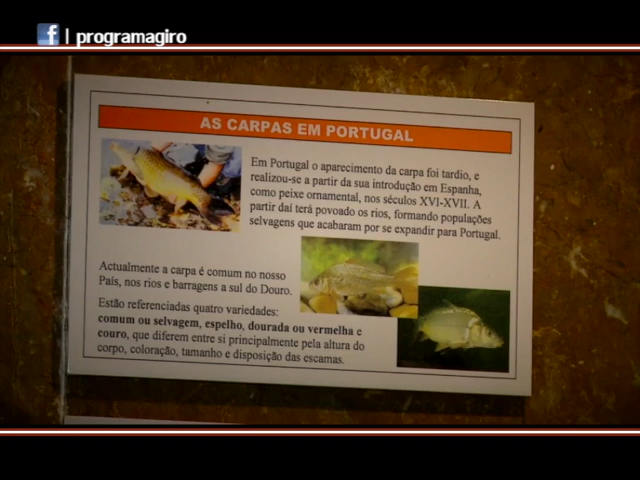 f | programagiro
AS CARPAS EM PORTUGAL
Em Portugal o aparecimento da carpa foi tardio, e
realizou-se a partir da sua introdução em Espanha,
como peixe ornamental, nos séculos XVI-XVII. A
partir daí terá povoado os rios, formando populações
selvagens que acabaram por se expandir para Portugal.
Actualmente a carpa é comum no nosso
País, nos rios e barragens a sul do Douro.
Estão referenciadas quatro variedades:
comum ou selvagem, espelho, dourada ou vermelha e
couro, que diferem entre si principalmente pela altura do
corpo, coloração, tamanho e disposição das escamas.